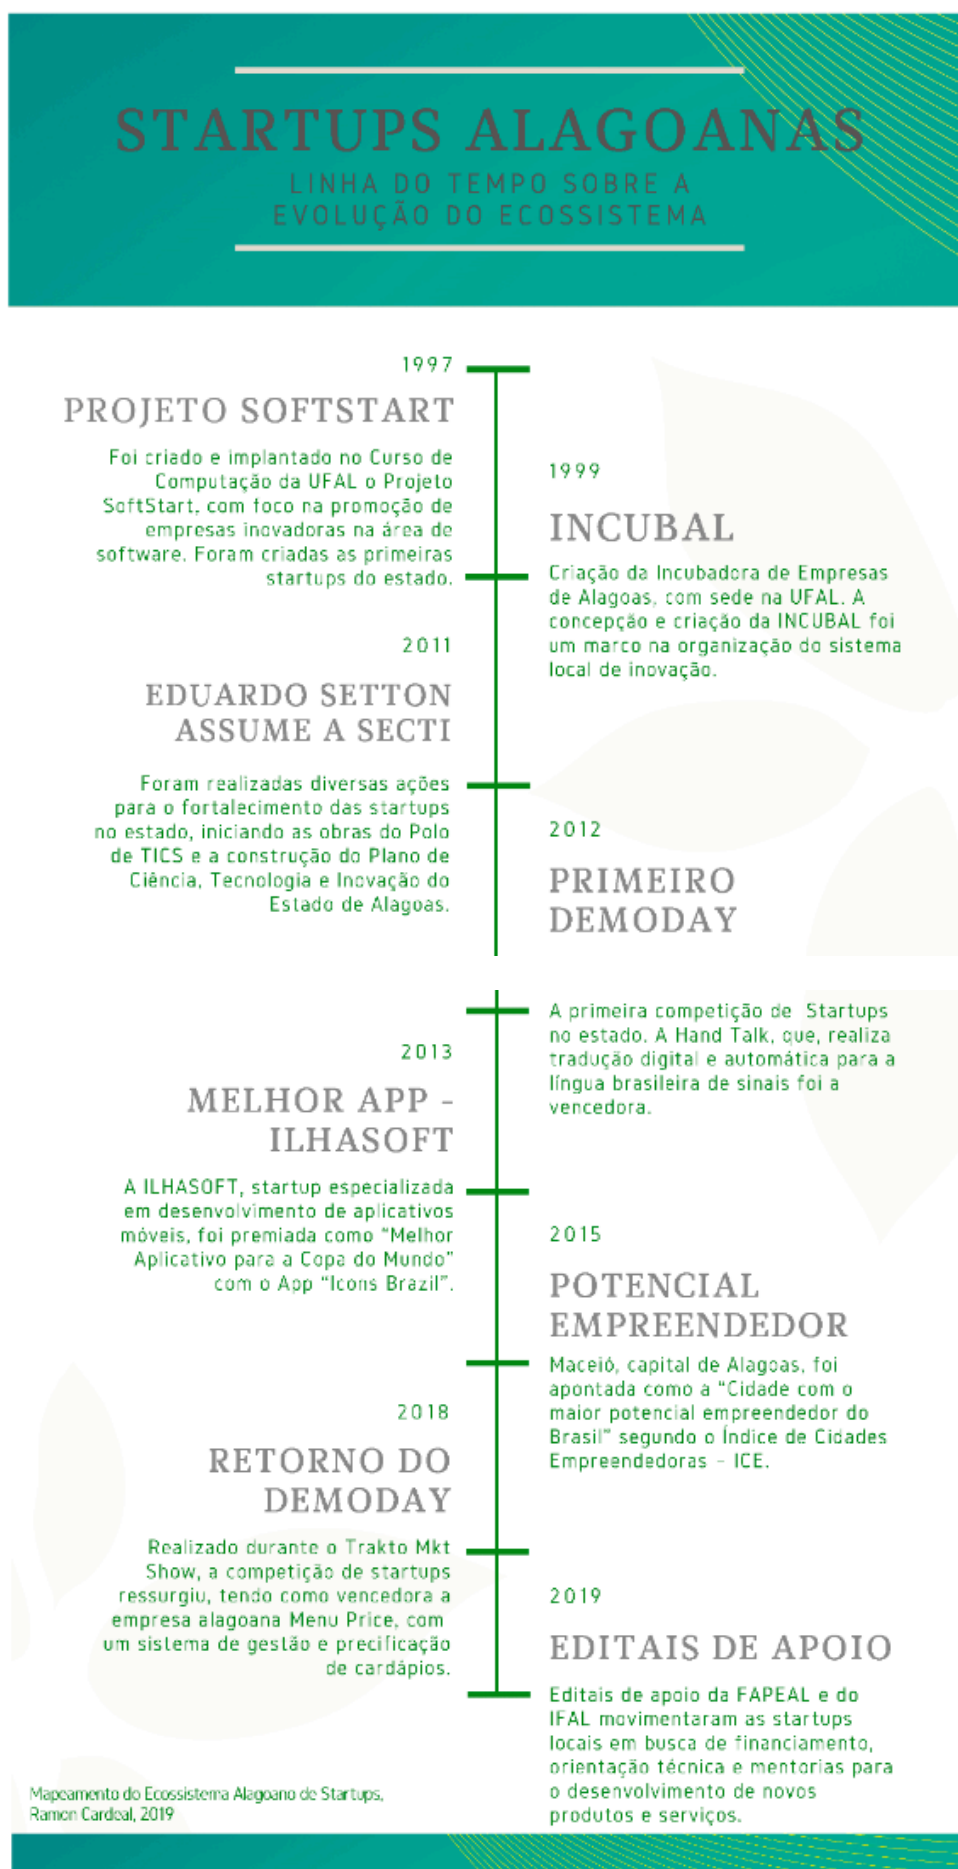 STARTUPS ALAGOANAS
LINHA DO TEMPO SOBRE A
EVOLUÇÃO DO ECOSSISTEMA
1997
PROJETO SOFTSTART
Foi criado e implantado no Curso de
Computação da UFAL o Projeto
SoftStart, com foco na promoção de
empresas inovadoras na área de
software. Foram criadas as primeiras
startups do estado.
1999
INCUBAL
Criação da Incubadora de Empresas
de Alagoas, com sede na UFAL. A
concepção e criação da INCUBAL foi
um marco na organização do sistema
local de inovação.
2011
EDUARDO SETTON
ASSUME A SECTI
Foram realizadas diversas ações
para o fortalecimento das startups
no estado, iniciando as obras do Polo
de TICS e a construção do Plano de
Ciência, Tecnologia e Inovação do
Estado de Alagoas.
2012
PRIMEIRO
DEMODAY
A primeira competição de Startups
no estado. A Hand Talk, que, realiza
tradução digital e automática para a
língua brasileira de sinais foi a
vencedora.
2013
MELHOR APP -
ILHASOFT
A ILHASOFT, startup especializada
em desenvolvimento de aplicativos
móveis, foi premiada como "Melhor
Aplicativo para a Copa do Mundo"
com o App "Icons Brazil".
2015
POTENCIAL
EMPREENDEDOR
Maceió, capital de Alagoas, foi
apontada como a "Cidade com o
maior potencial empreendedor do
Brasil" segundo o Índice de Cidades
Empreendedoras - ICE.
2018
RETORNO DO
DEMODAY
Realizado durante o Trakto Mkt
Show, a competição de startups
ressurgiu, tendo como vencedora a
empresa alagoana Menu Price, com
um sistema de gestão e precificação
de cardápios.
2019
EDITAIS DE APOIO
Editais de apoio da FAPEAL e do
IFAL movimentaram as startups
locais em busca de financiamento,
orientação técnica e mentorias para
o desenvolvimento de novos
produtos e serviços.
Mapeamento do Ecossistema Alagoano de Startups,
Ramon Cardeal, 2019